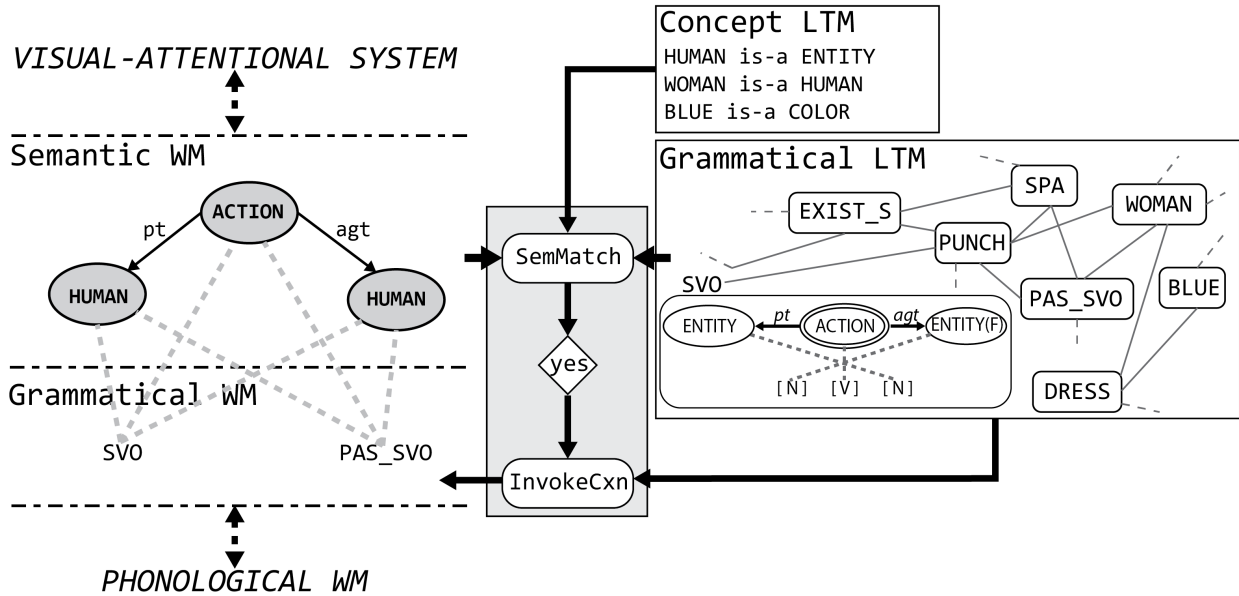 VISUAL-ATTENTIONAL SYSTEM
Semantic WM
ACTION
pt
agt
HUMAN
HUMAN
Grammatical WM
SVO
PAS_SVO
PHONOLOGICAL WM
SemMatch
yes
InvokeCxn
Concept LTM
HUMAN is-a ENTITY
WOMAN is-a HUMAN
BLUE is-a COLOR
Grammatical LTM
SPA
EXIST_S
WOMAN
PUNCH
SVO
PAS_SVO
BLUE
ENTITY
pt
ACTION
agt
ENTITY(F)
[N] [V] [N]
DRESS